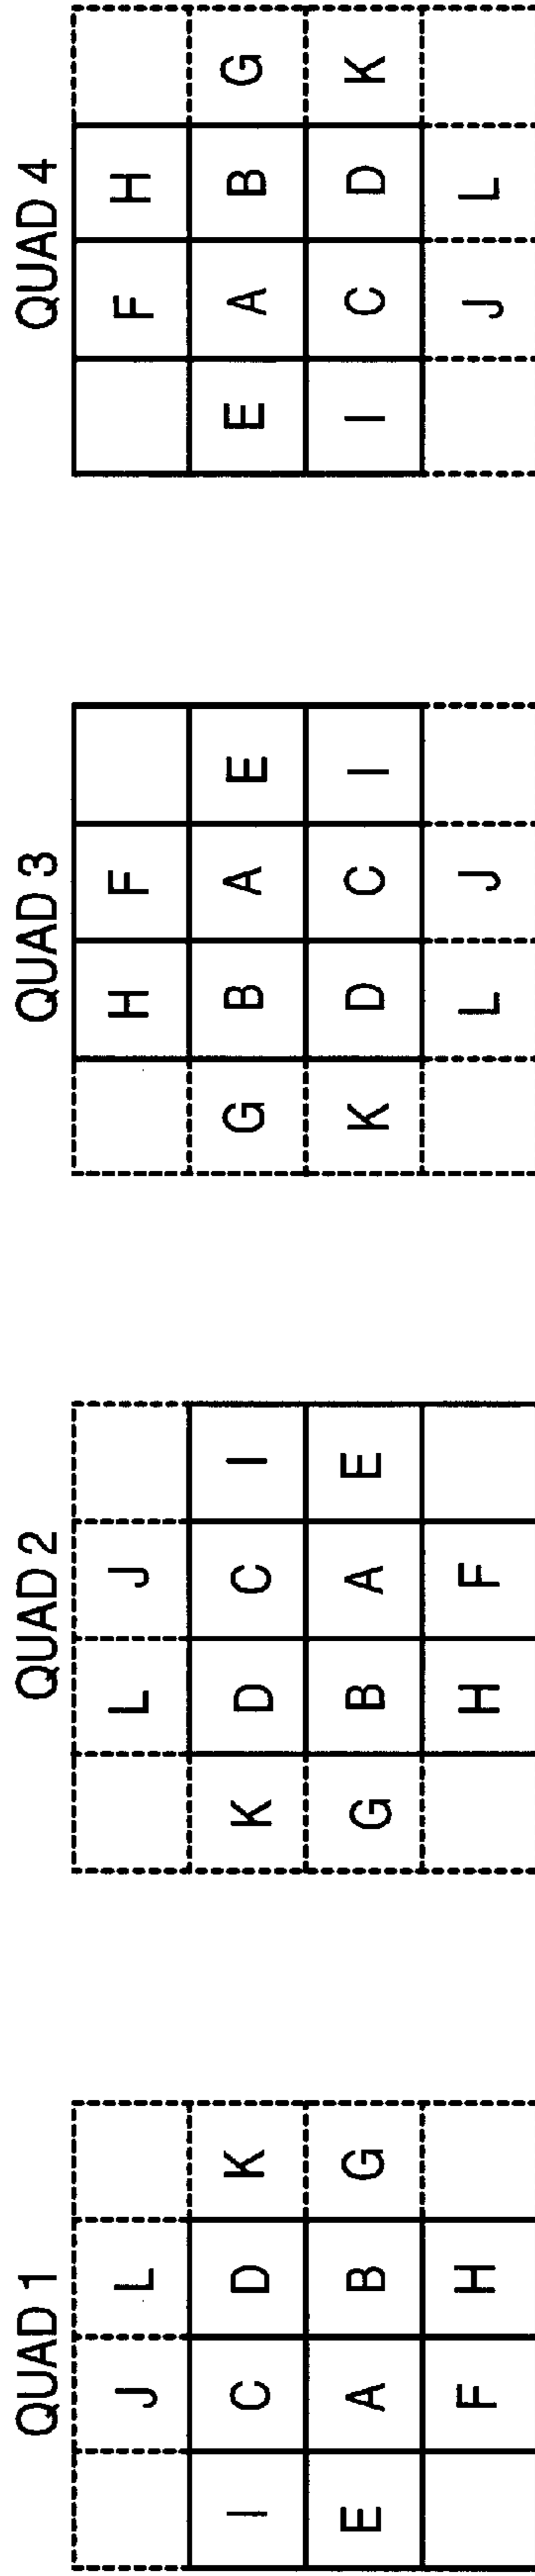 QUAD 1
J L
I C D K
E A B G
F H
QUAD 2
L J
K D C I
G B A E
H F
QUAD 3
H F
G B A E
K D C I
L J
QUAD 4
F H
E A B G
I C D K
J L